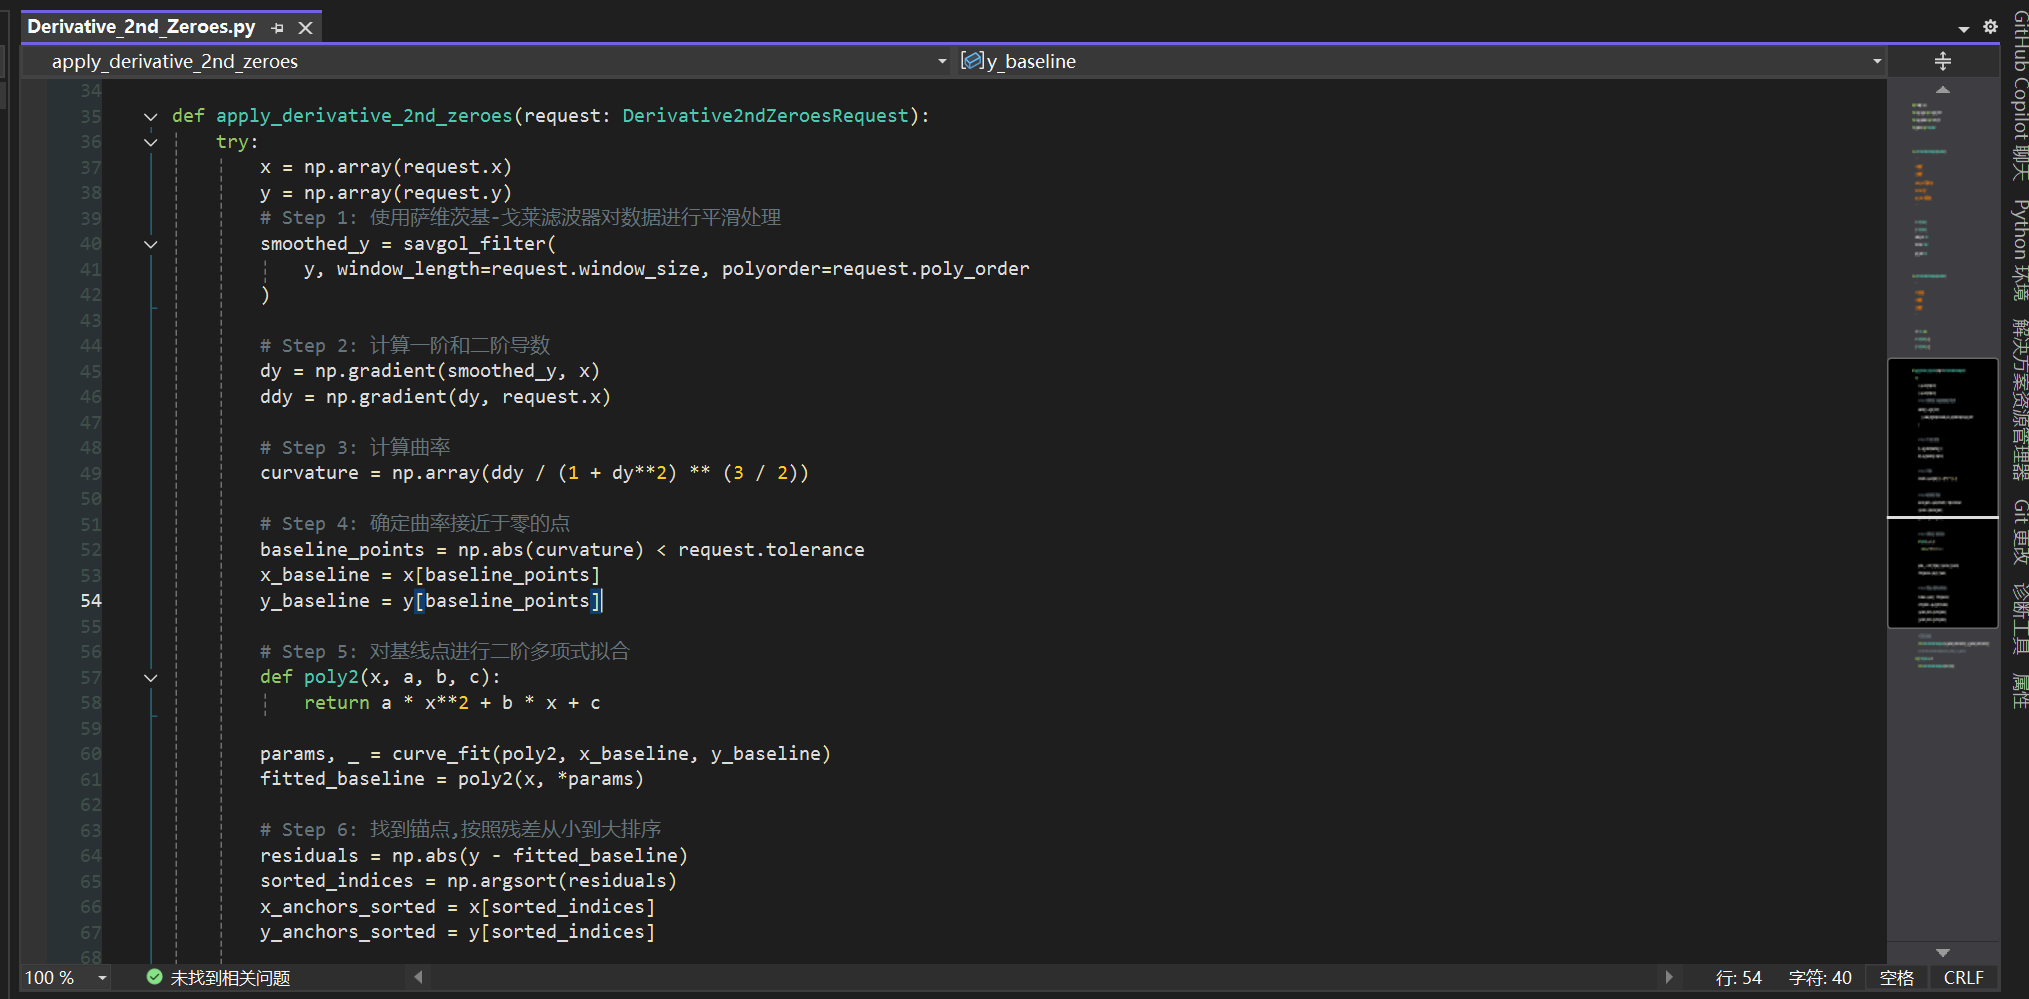 Derivative_2nd_Zeroes.py
apply_derivative_2nd_zeroes
y_baseline
34
35 def apply_derivative_2nd_zeroes(request: Derivative2ndZeroesRequest):
36 try:
37 x = np.array(request.x)
38 y = np.array(request.y)
39 # Step 1: 使用萨维茨基-戈莱滤波器对数据进行平滑处理
40 smoothed_y = savgol_filter(
41 y, window_length=request.window_size, polyorder=request.poly_order
42 )
43
44 # Step 2: 计算一阶和二阶导数
45 dy = np.gradient(smoothed_y, x)
46 ddy = np.gradient(dy, request.x)
47
48 # Step 3: 计算曲率
49 curvature = np.array(ddy / (1 + dy**2) ** (3 / 2))
50
51 # Step 4: 确定曲率接近于零的点
52 baseline_points = np.abs(curvature) < request.tolerance
53 x_baseline = x[baseline_points]
54 y_baseline = y[baseline_points]
55
56 # Step 5: 对基线点进行二阶多项式拟合
57 def poly2(x, a, b, c):
58 return a * x**2 + b * x + c
59
60 params, _ = curve_fit(poly2, x_baseline, y_baseline)
61 fitted_baseline = poly2(x, *params)
62
63 # Step 6: 找到锚点,按照残差从小到大排序
64 residuals = np.abs(y - fitted_baseline)
65 sorted_indices = np.argsort(residuals)
66 x_anchors_sorted = x[sorted_indices]
67 y_anchors_sorted = y[sorted_indices]
68
100 %
未找到相关问题
行: 54
字符: 40
空格
CRLF
GitHub Copilot 聊天
Python 环境
解决方案资源管理器
Git 更改
诊断工具
属性